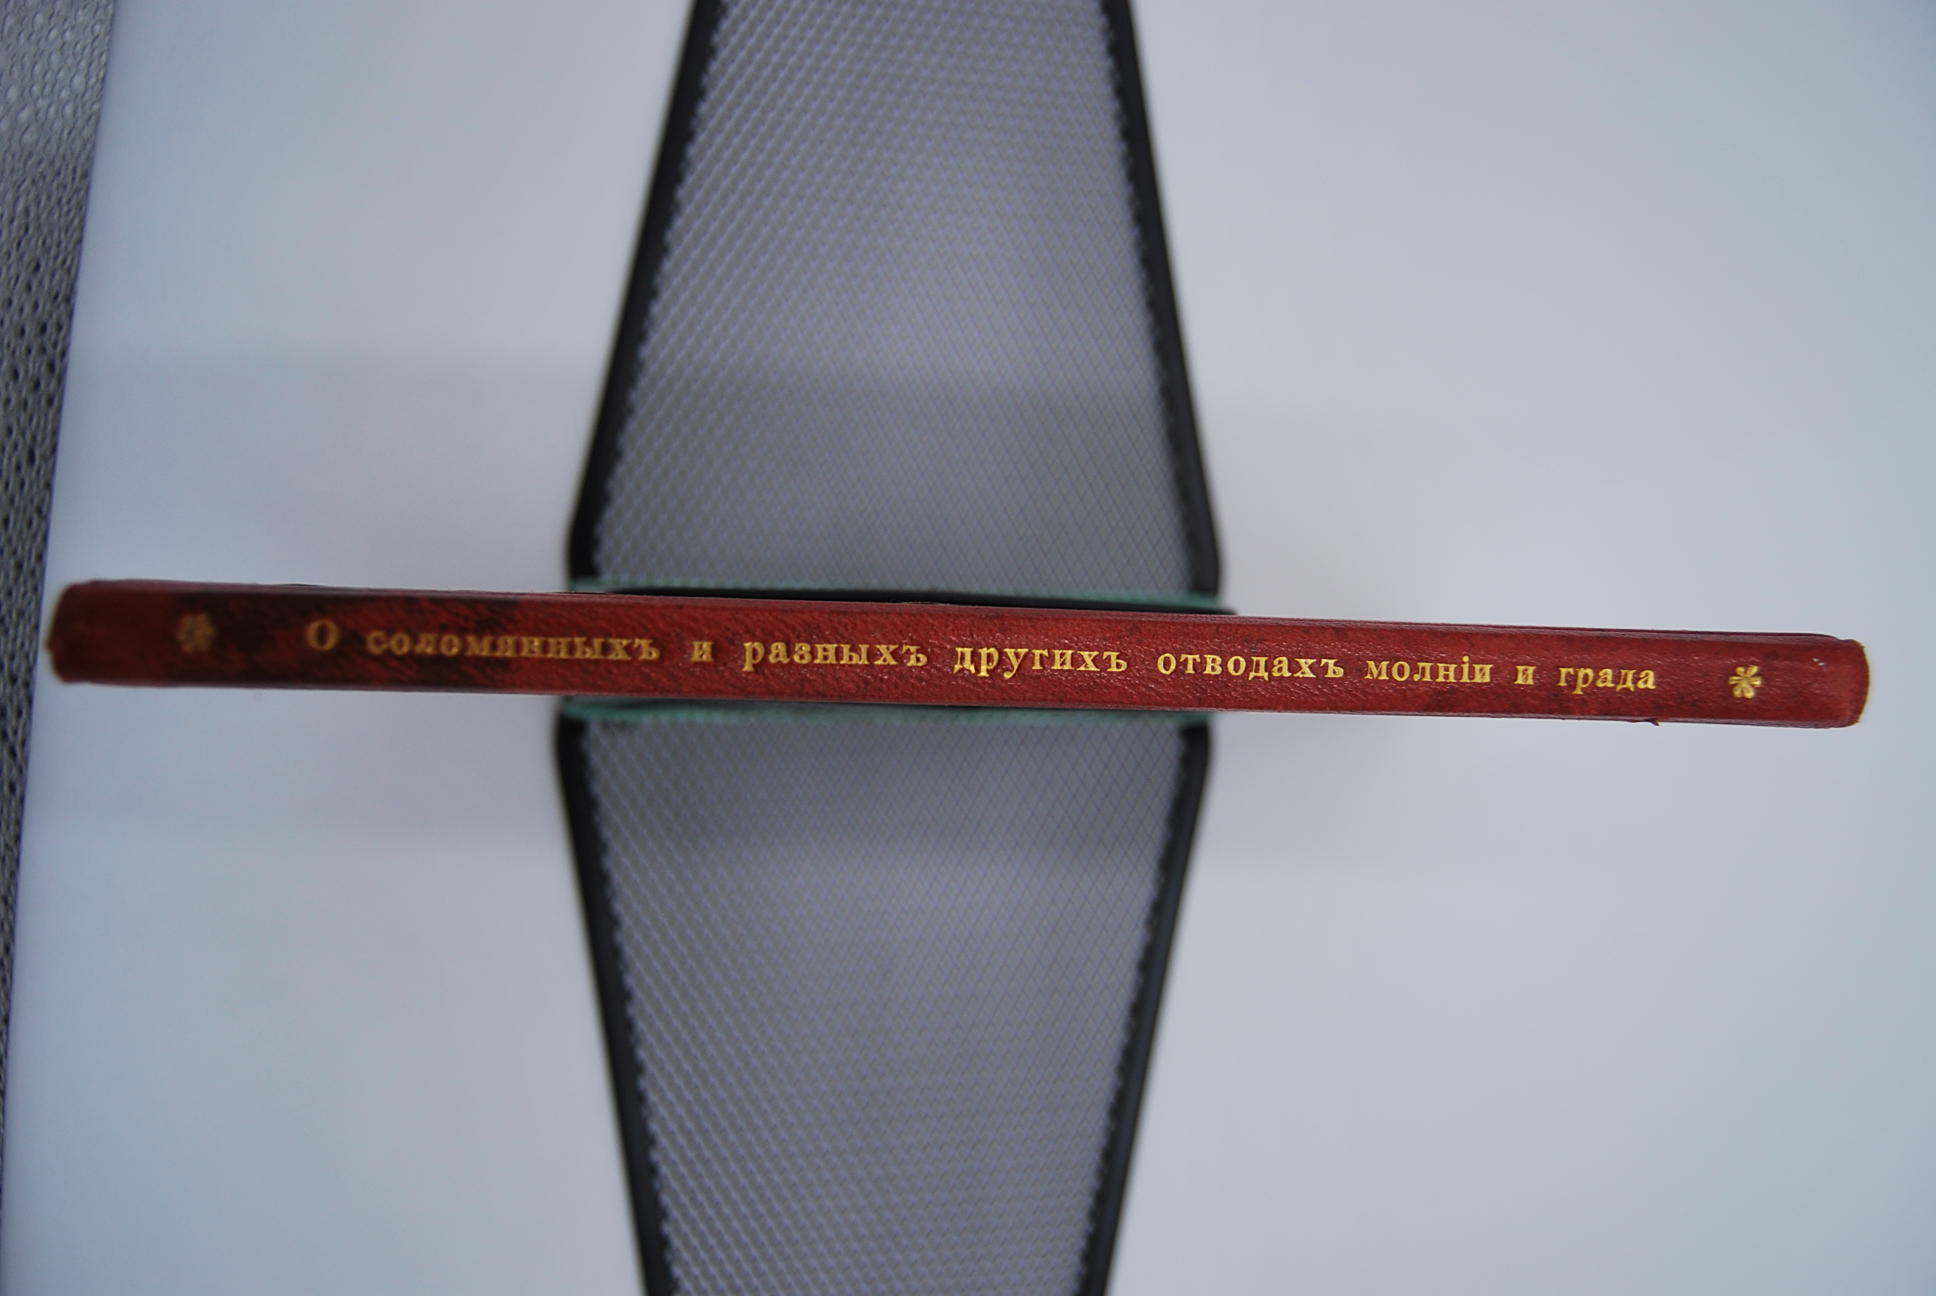 О соломянныхъ и разныхъ другихъ отводахъ молніи и града